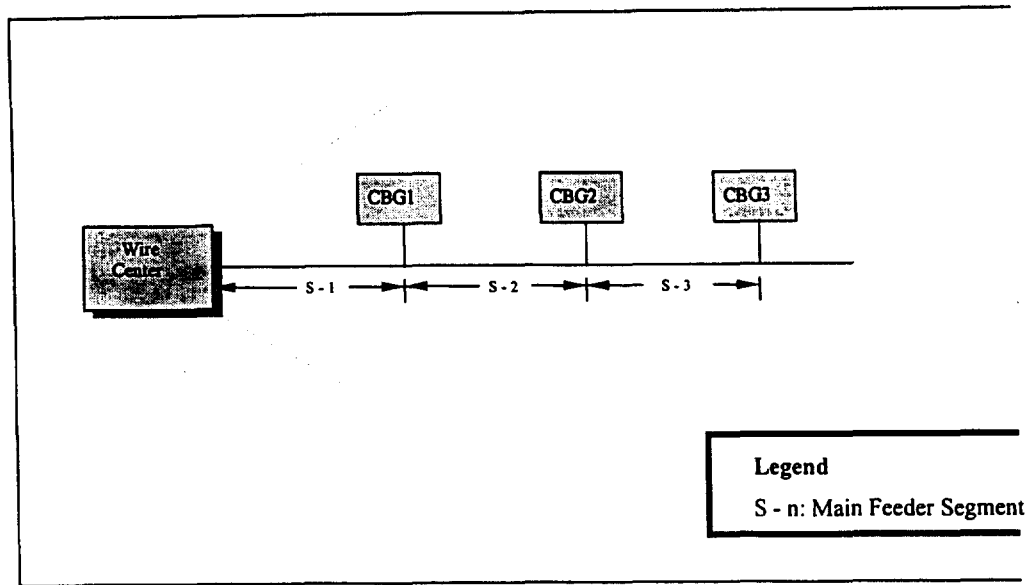 CBG1
CBG2
CBG3
Wire
Center
S - 1
S - 2
S - 3
Legend
S - n: Main Feeder Segment